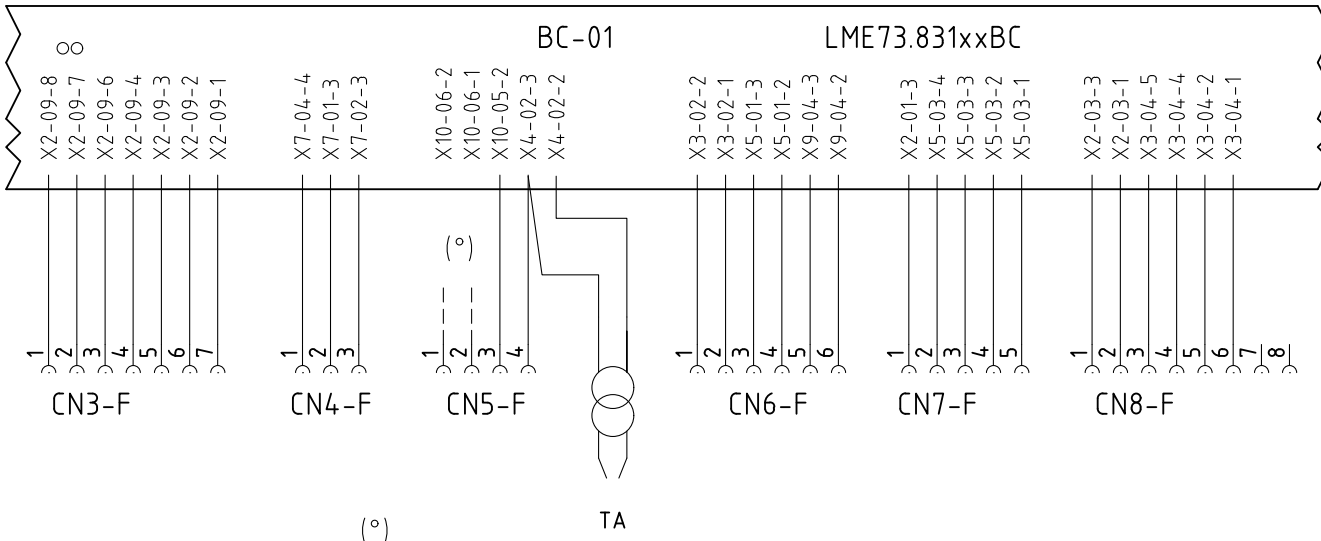 BC-01
LME73.831xxBC
X2-09-8
X2-09-7
X2-09-6
X2-09-4
X2-09-3
X2-09-2
X2-09-1
X7-04-4
X7-01-3
X7-02-3
X10-06-2
X10-06-1
X10-05-2
X4-02-3
X4-02-2
X3-02-2
X3-02-1
X5-01-3
X5-01-2
X9-04-3
X9-04-2
X2-01-3
X5-03-4
X5-03-3
X5-03-2
X5-03-1
X2-03-3
X2-03-1
X3-04-5
X3-04-4
X3-04-2
X3-04-1
(°)
1 2 3 4 5 6 7
1 2 3
1 2 3 4
1 2 3 4 5 6
1 2 3 4 5
1 2 3 4 5 6 7 8
CN3-F
CN4-F
CN5-F
CN6-F
CN7-F
CN8-F
TA
(°)